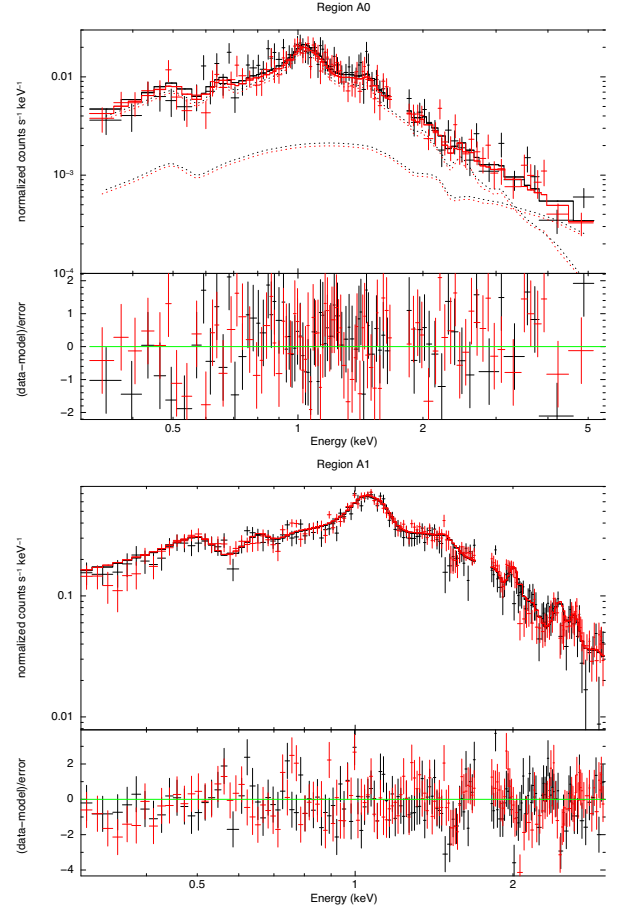 Region A0
normalized counts s⁻¹ keV⁻¹
0.01
10⁻³
10⁻⁴
(data−model)/error
2
1
0
−1
−2
0.5 1 2 5
Energy (keV)
Region A1
normalized counts s⁻¹ keV⁻¹
0.1
0.01
(data−model)/error
2
0
−2
−4
0.5 1 2
Energy (keV)